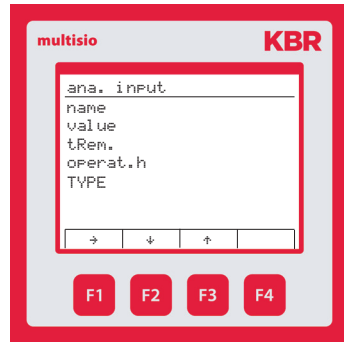 multisio KBR
ana. input
name
value
tRem.
operat.h
TYPE
→ ↓ ↑
F1 F2 F3 F4